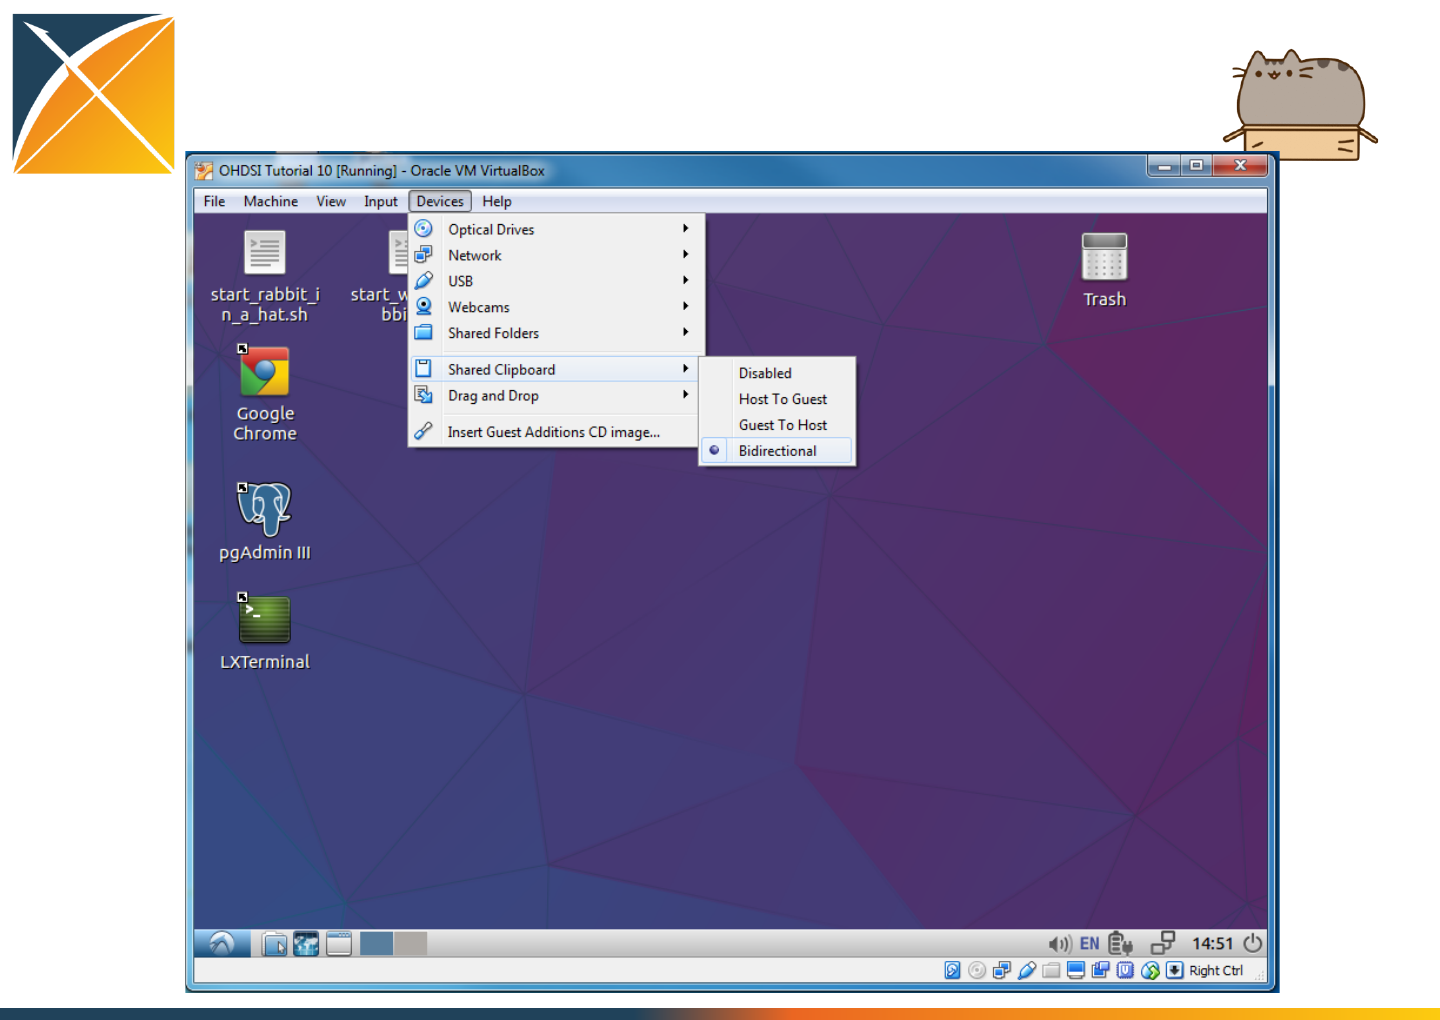 OHDSI Tutorial 10 [Running] - Oracle VM VirtualBox
File Machine View Input Devices Help
Optical Drives
Network
USB
Webcams
Shared Folders
Shared Clipboard
Drag and Drop
Insert Guest Additions CD image...
Disabled
Host To Guest
Guest To Host
Bidirectional
start_rabbit_i
n_a_hat.sh
start_w
bbi
Google
Chrome
pgAdmin III
LXTerminal
Trash
EN 14:51
Right Ctrl